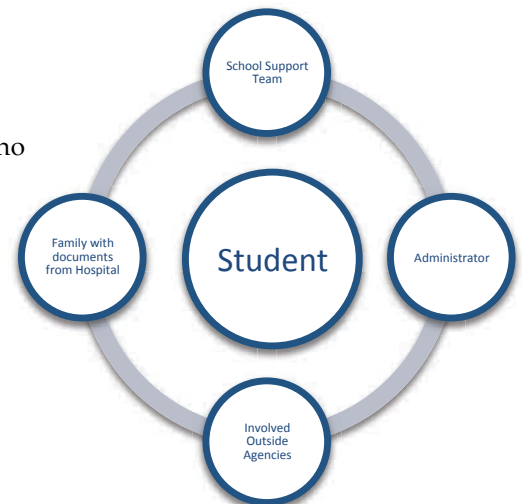 School Support
Team
no
Family with
documents
from Hospital
Student
Administrator
Involved
Outside
Agencies